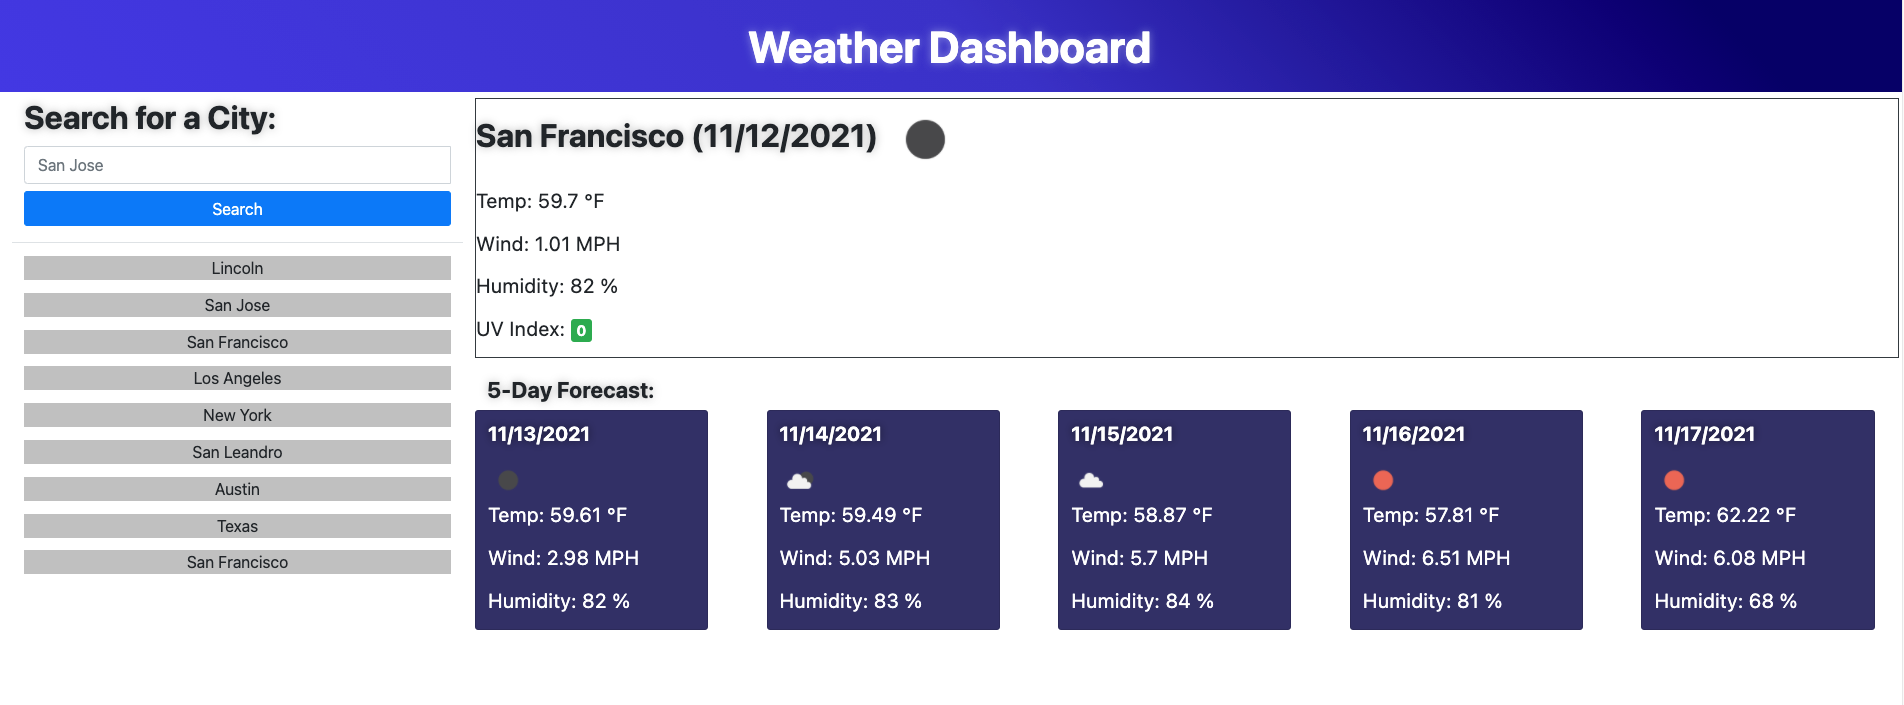 Weather Dashboard
Search for a City:
San Jose
Search
Lincoln
San Jose
San Francisco
Los Angeles
New York
San Leandro
Austin
Texas
San Francisco
San Francisco (11/12/2021)
Temp: 59.7 °F
Wind: 1.01 MPH
Humidity: 82 %
UV Index: 0
5-Day Forecast:
11/13/2021
Temp: 59.61 °F
Wind: 2.98 MPH
Humidity: 82 %
11/14/2021
Temp: 59.49 °F
Wind: 5.03 MPH
Humidity: 83 %
11/15/2021
Temp: 58.87 °F
Wind: 5.7 MPH
Humidity: 84 %
11/16/2021
Temp: 57.81 °F
Wind: 6.51 MPH
Humidity: 81 %
11/17/2021
Temp: 62.22 °F
Wind: 6.08 MPH
Humidity: 68 %